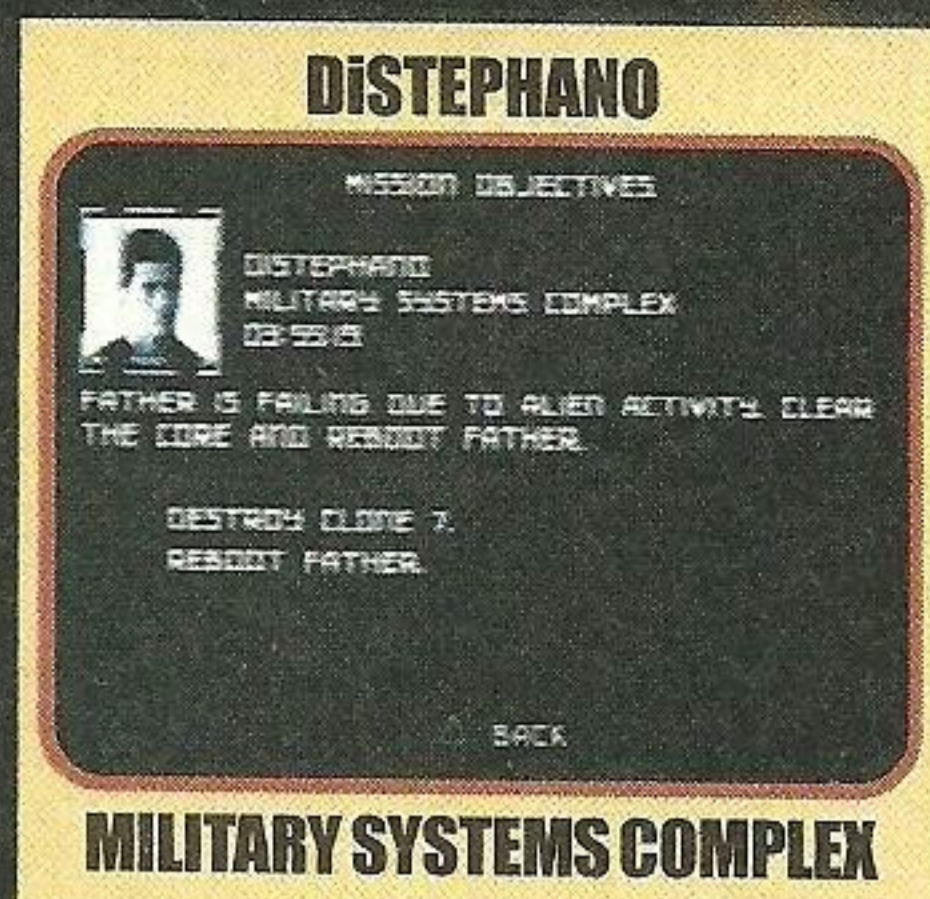 DiSTEPHANO
MISSION OBJECTIVES
DISTEPHANO
MILITARY SYSTEMS COMPLEX
FATHER IS FAILING DUE TO ALIEN ACTIVITY. CLEAR
THE CORE AND REBOOT FATHER.
DESTROY CLONE 7.
REBOOT FATHER.
BACK
MILITARY SYSTEMS COMPLEX